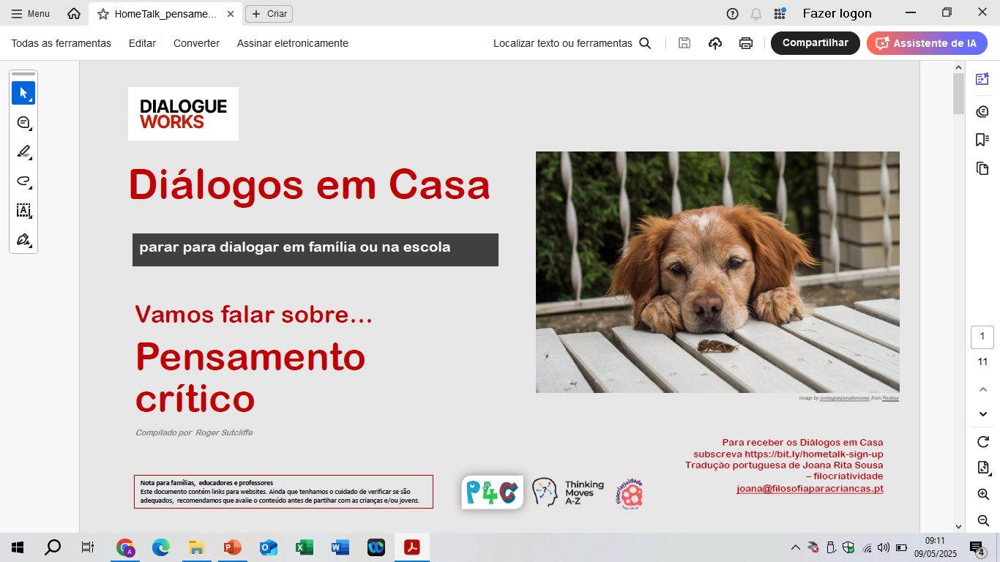 Menu
HomeTalk_pensame...
Criar
Fazer logon
Todas as ferramentas
Editar
Converter
Assinar eletronicamente
Localizar texto ou ferramentas
Compartilhar
Assistente de IA
DIALOGUE
WORKS
Diálogos em Casa
parar para dialogar em família ou na escola
Vamos falar sobre...
Pensamento
crítico
Compilado por Roger Sutcliffe
Image by contagionpseudomonas from Pixabay
Para receber os Diálogos em Casa
subscreva https://bit.ly/hometalk-sign-up
Tradução portuguesa de Joana Rita Sousa
– filocriatividade
joana@filosofiaparacriancas.pt
Nota para famílias, educadores e professores
Este documento contém links para websites. Ainda que tenhamos o cuidado de verificar se são
adequados, recomendamos que avalie o conteúdo antes de partihar com as crianças e/ou jovens.
P4C
Thinking
Moves
A-Z
filocriatividade
1
11
09:11
09/05/2025
4